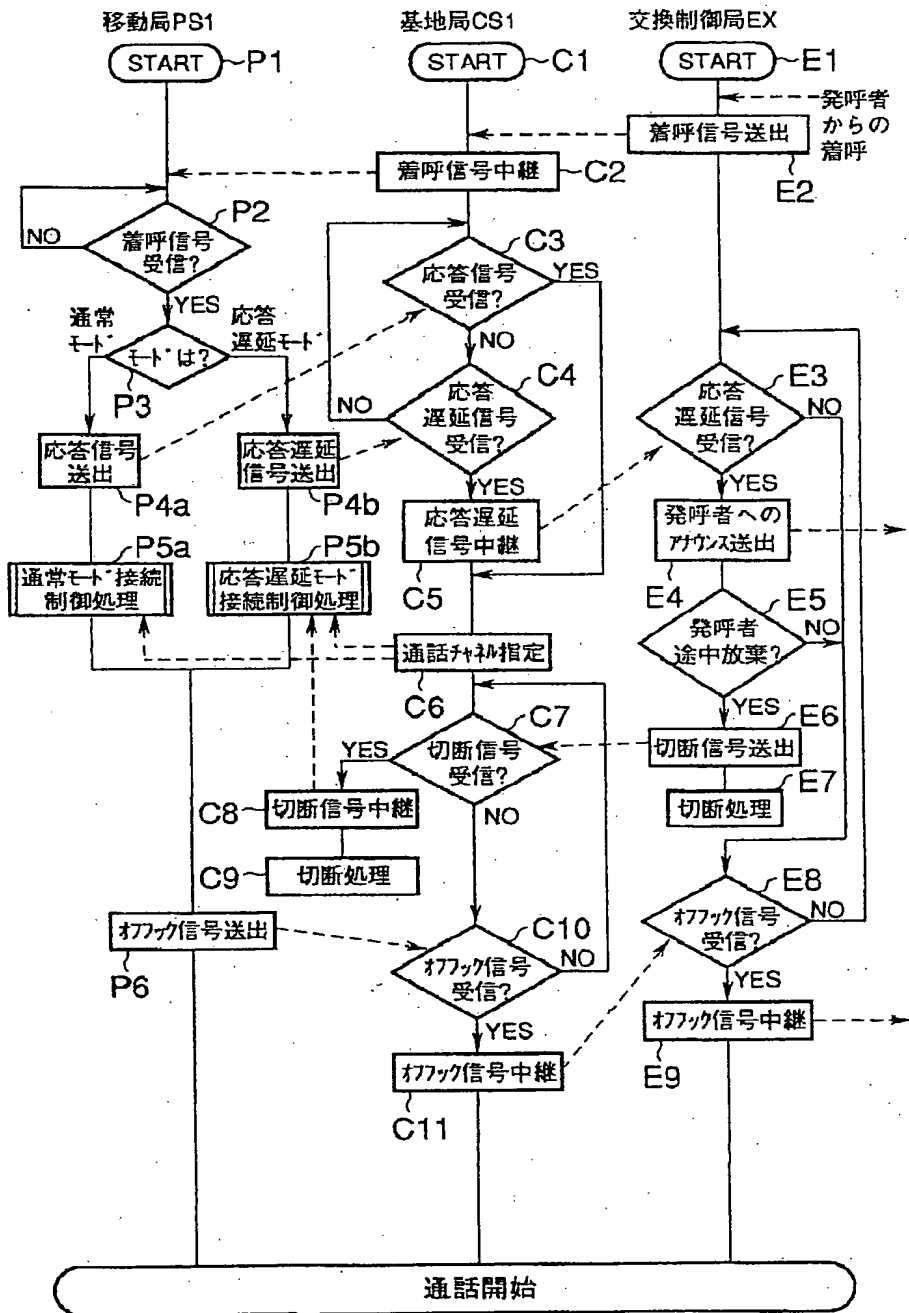 移動局PS1
基地局CS1
交換制御局EX
START
P1
START
C1
START
E1
発呼者
からの
着呼
着呼信号送出
E2
着呼信号中継
C2
P2
NO
着呼信号
受信?
YES
C3
応答信号
受信?
YES
NO
通常
モード
応答
遅延モード
モードは?
P3
C4
NO
応答
遅延信号
受信?
YES
E3
応答
遅延信号
受信?
NO
YES
応答信号
送出
P4a
応答遅延
信号送出
P4b
応答遅延
信号中継
C5
発呼者への
アナウンス送出
E4
P5a
通常モード接続
制御処理
P5b
応答遅延モード
接続制御処理
E5
発呼者
途中放棄?
NO
YES
通話チャネル指定
C6
C7
YES
切断信号
受信?
NO
E6
切断信号送出
E7
切断処理
C8
切断信号中継
C9
切断処理
E8
オフフック信号
受信?
NO
YES
オフフック信号送出
P6
C10
オフフック信号
受信?
NO
YES
オフフック信号中継
E9
オフフック信号中継
C11
通話開始